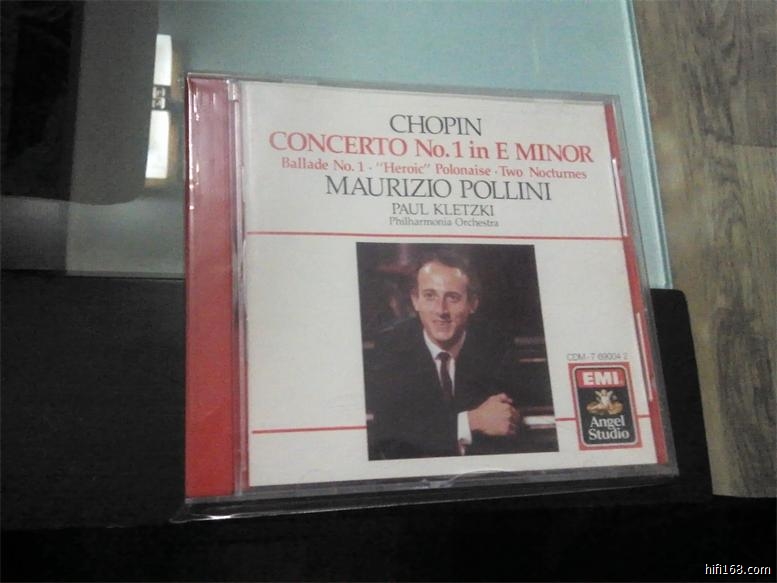 CHOPIN
CONCERTO No. 1 in E MINOR
Ballade No. 1 · "Heroic" Polonaise · Two Nocturnes
MAURIZIO POLLINI
PAUL KLETZKI
Philharmonia Orchestra
CDM-7 69004 2
EMI
Angel
Studio
hifi168.com